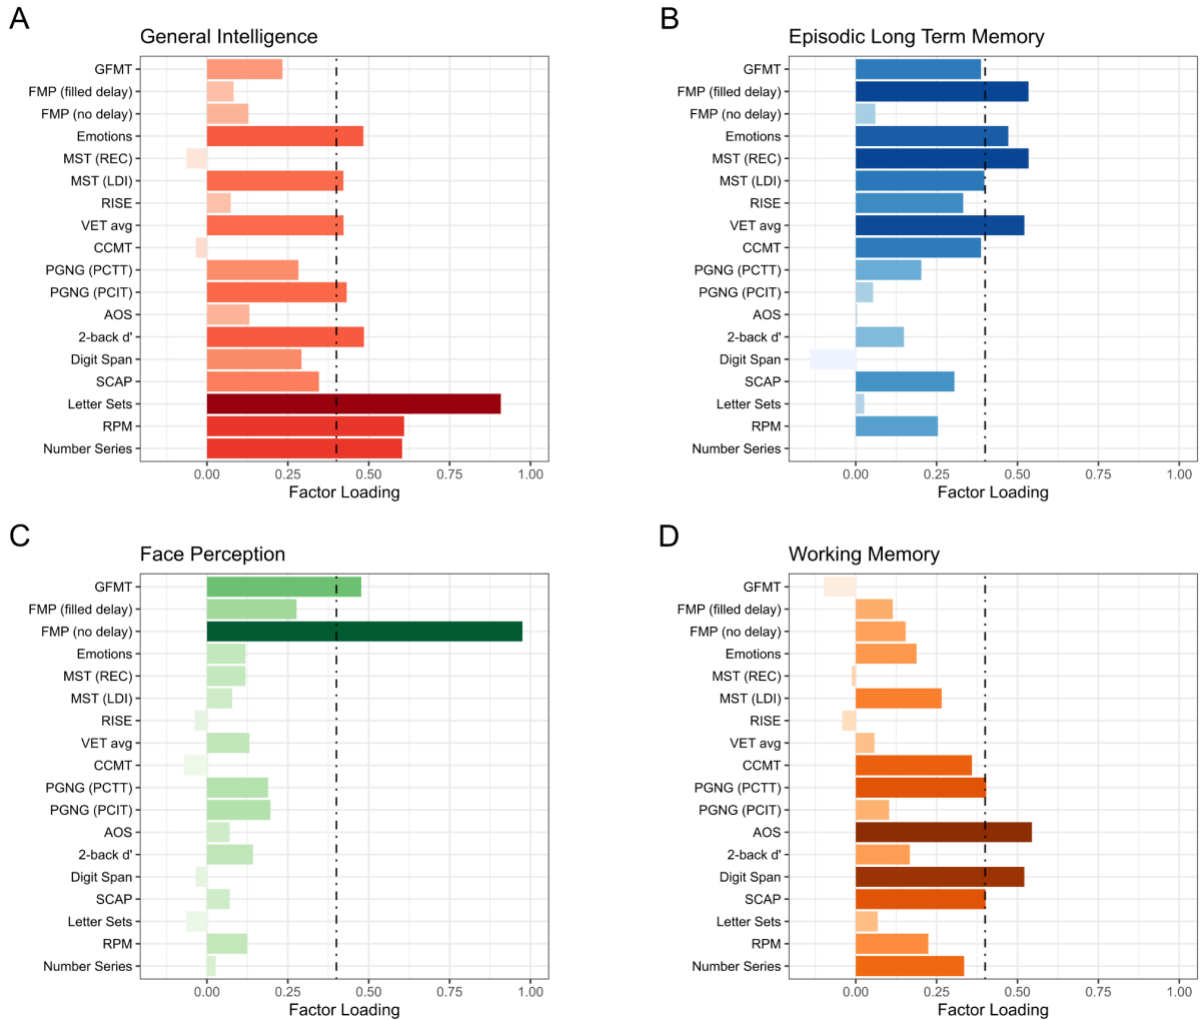 A
General Intelligence
GFMT
FMP (filled delay)
FMP (no delay)
Emotions
MST (REC)
MST (LDI)
RISE
VET avg
CCMT
PGNG (PCTT)
PGNG (PCIT)
AOS
2-back d'
Digit Span
SCAP
Letter Sets
RPM
Number Series
0.00 0.25 0.50 0.75 1.00
Factor Loading
B
Episodic Long Term Memory
GFMT
FMP (filled delay)
FMP (no delay)
Emotions
MST (REC)
MST (LDI)
RISE
VET avg
CCMT
PGNG (PCTT)
PGNG (PCIT)
AOS
2-back d'
Digit Span
SCAP
Letter Sets
RPM
Number Series
0.00 0.25 0.50 0.75 1.00
Factor Loading
C
Face Perception
GFMT
FMP (filled delay)
FMP (no delay)
Emotions
MST (REC)
MST (LDI)
RISE
VET avg
CCMT
PGNG (PCTT)
PGNG (PCIT)
AOS
2-back d'
Digit Span
SCAP
Letter Sets
RPM
Number Series
0.00 0.25 0.50 0.75 1.00
Factor Loading
D
Working Memory
GFMT
FMP (filled delay)
FMP (no delay)
Emotions
MST (REC)
MST (LDI)
RISE
VET avg
CCMT
PGNG (PCTT)
PGNG (PCIT)
AOS
2-back d'
Digit Span
SCAP
Letter Sets
RPM
Number Series
0.00 0.25 0.50 0.75 1.00
Factor Loading